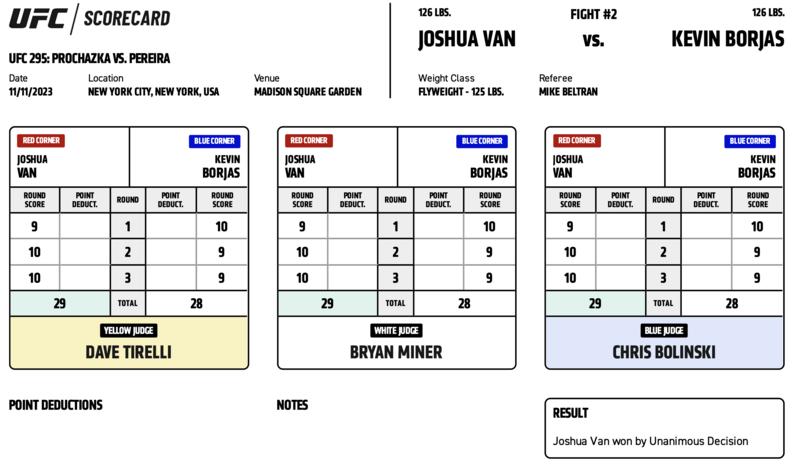 UFC SCORECARD
UFC 295: PROCHAZKA VS. PEREIRA
Date Location Venue
11/11/2023 NEW YORK CITY, NEW YORK, USA MADISON SQUARE GARDEN
126 LBS. FIGHT #2 126 LBS.
JOSHUA VAN VS. KEVIN BORJAS
Weight Class Referee
FLYWEIGHT - 125 LBS. MIKE BELTRAN
RED CORNER BLUE CORNER
JOSHUA KEVIN
VAN BORJAS
ROUND POINT ROUND POINT ROUND
SCORE DEDUCT. DEDUCT. SCORE
9 1 10
10 2 9
10 3 9
29 TOTAL 28
YELLOW JUDGE
DAVE TIRELLI
RED CORNER BLUE CORNER
JOSHUA KEVIN
VAN BORJAS
ROUND POINT ROUND POINT ROUND
SCORE DEDUCT. DEDUCT. SCORE
9 1 10
10 2 9
10 3 9
29 TOTAL 28
WHITE JUDGE
BRYAN MINER
RED CORNER BLUE CORNER
JOSHUA KEVIN
VAN BORJAS
ROUND POINT ROUND POINT ROUND
SCORE DEDUCT. DEDUCT. SCORE
9 1 10
10 2 9
10 3 9
29 TOTAL 28
BLUE JUDGE
CHRIS BOLINSKI
POINT DEDUCTIONS
NOTES
RESULT
Joshua Van won by Unanimous Decision